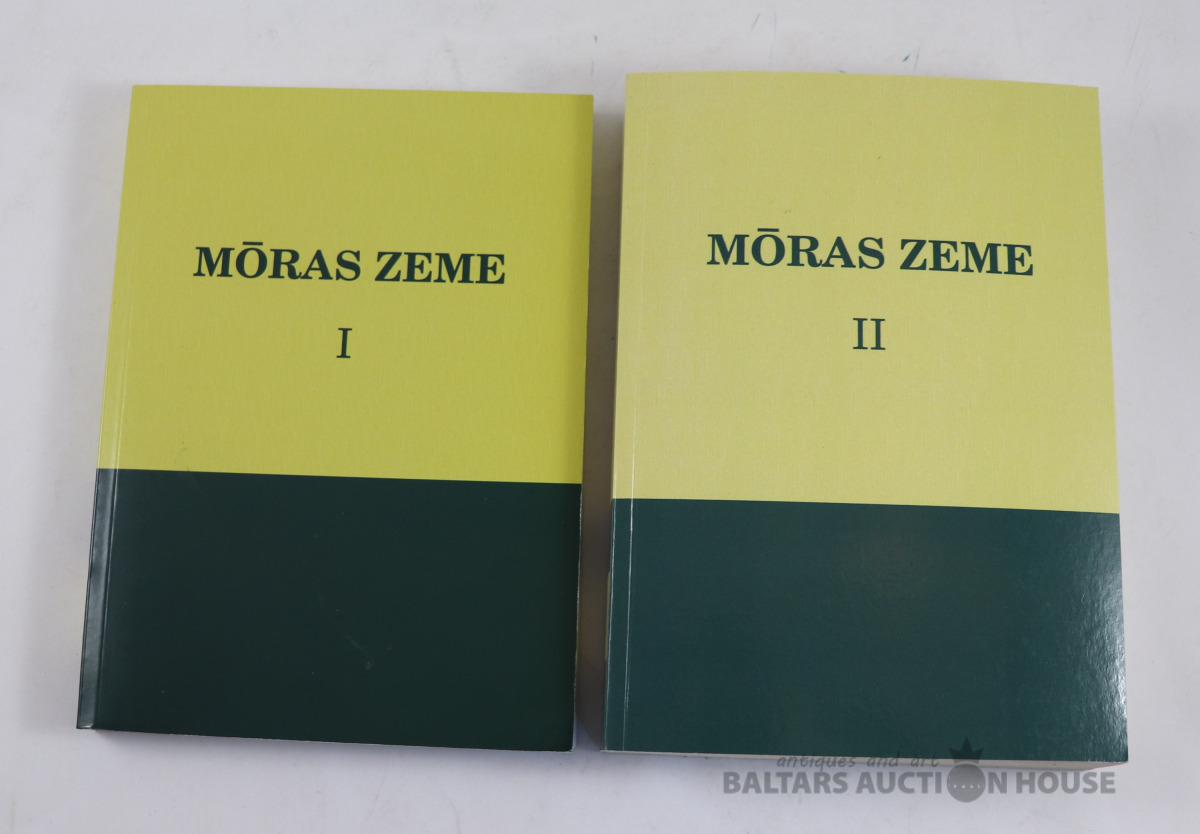 MŌRAS ZEME
I
MŌRAS ZEME
II
antiques and art
BALTARS AUCTION HOUSE